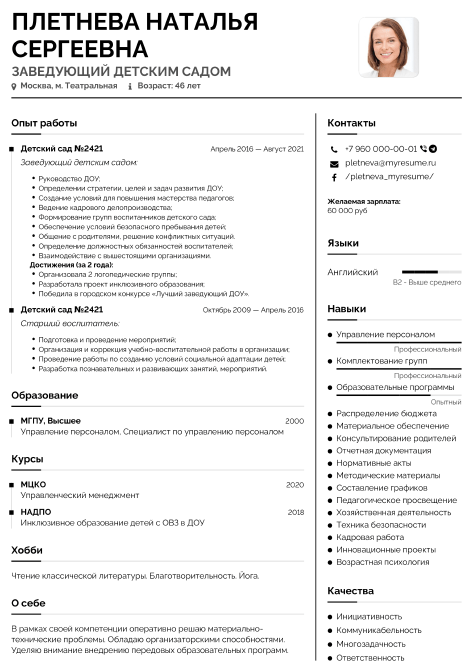 ПЛЕТНЕВА НАТАЛЬЯ
СЕРГЕЕВНА
ЗАВЕДУЮЩИЙ ДЕТСКИМ САДОМ
Москва, м. Театральная Возраст: 46 лет
Опыт работы
Детский сад №2421 Апрель 2016 — Август 2021
Заведующий детским садом:
Руководство ДОУ;
Определении стратегии, целей и задач развития ДОУ;
Создание условий для повышения мастерства педагогов;
Ведение кадрового делопроизводства;
Формирование групп воспитанников детского сада;
Обеспечение условий безопасного пребывания детей;
Общение с родителями, решение конфликтный ситуаций.
Определение должностных обязанностей воспитателей;
Взаимодействие с вышестоящими организациями.
Достижения (за 2 года):
Организовала 2 логопедические группы;
Разработала проект инклюзивного образования;
Победила в городском конкурсе «Лучший заведующий ДОУ».
Детский сад №2421 Октябрь 2009 — Апрель 2016
Старший воспитатель:
Подготовка и проведение мероприятий;
Организация и коррекция учебно-воспитательной работы в организации;
Проведение работы по созданию условий социальной адаптации детей;
Разработка познавательных и развивающих занятий, мероприятий.
Образование
МГПУ, Высшее 2000
Управление персоналом. Специалист по управлению персоналом
Курсы
МЦКО 2020
Управленческий менеджмент
НАДПО 2018
Инклюзивное образование детей с ОВЗ в ДОУ
Хобби
Чтение классической литературы. Благотворительность. Йога.
О себе
В рамках своей компетенции оперативно решаю материально-
технические проблемы. Обладаю организаторскими способностями.
Уделяю внимание внедрению передовых образовательных программ.
Контакты
+7 960 000-00-01
pletneva@myresume.ru
/pletneva_myresume/
Желаемая зарплата:
60 000 руб
Языки
Английский
B2 - Выше среднего
Навыки
Управление персоналом
Профессиональный
Комплектование групп
Профессиональный
Образовательные программы
Опытный
Распределение бюджета
Материальное обеспечение
Консультирование родителей
Отчетная документация
Нормативные акты
Методические материалы
Составление графиков
Педагогическое просвещение
Хозяйственная деятельность
Техника безопасности
Кадровая работа
Инновационные проекты
Возрастная психология
Качества
Инициативность
Коммуникабельность
Многозадачность
Ответственность